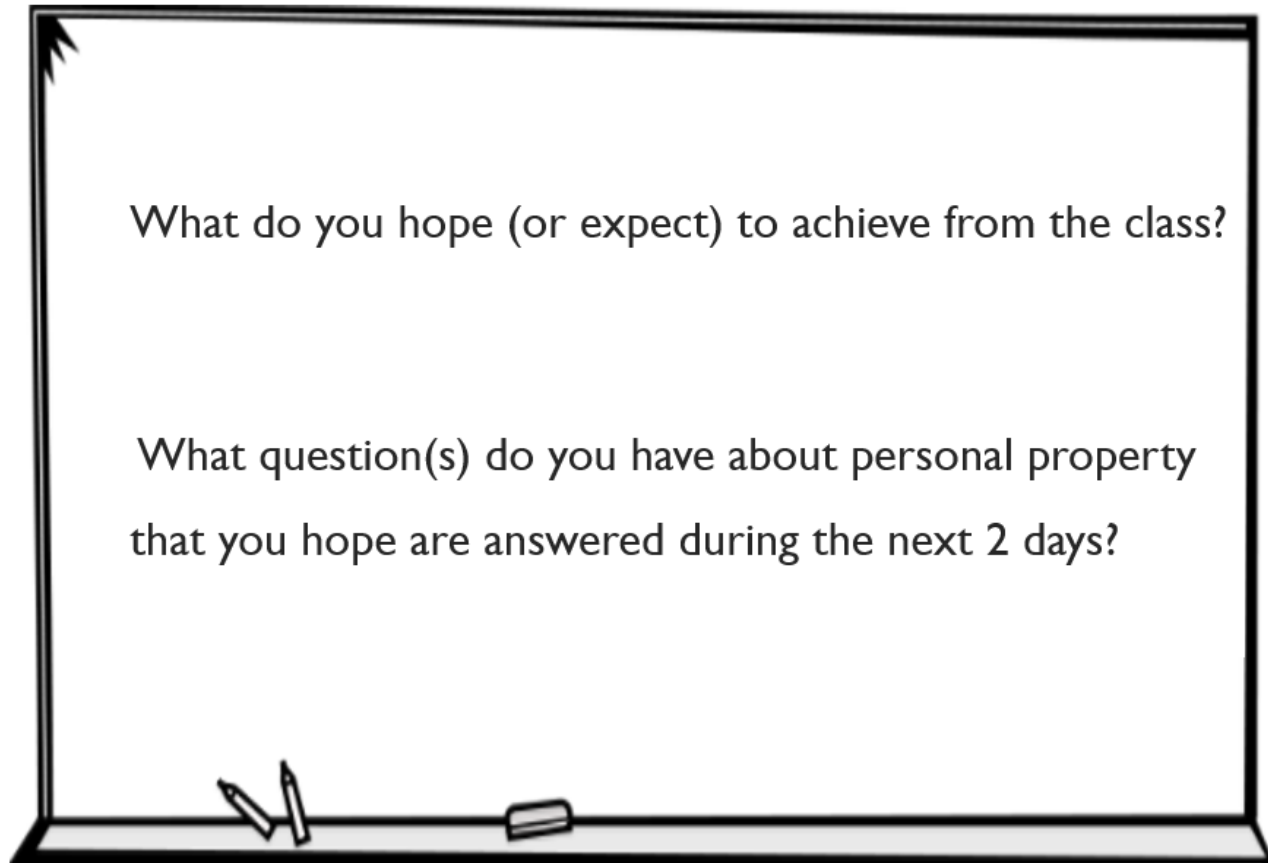 What do you hope (or expect) to achieve from the class?
What question(s) do you have about personal property
that you hope are answered during the next 2 days?